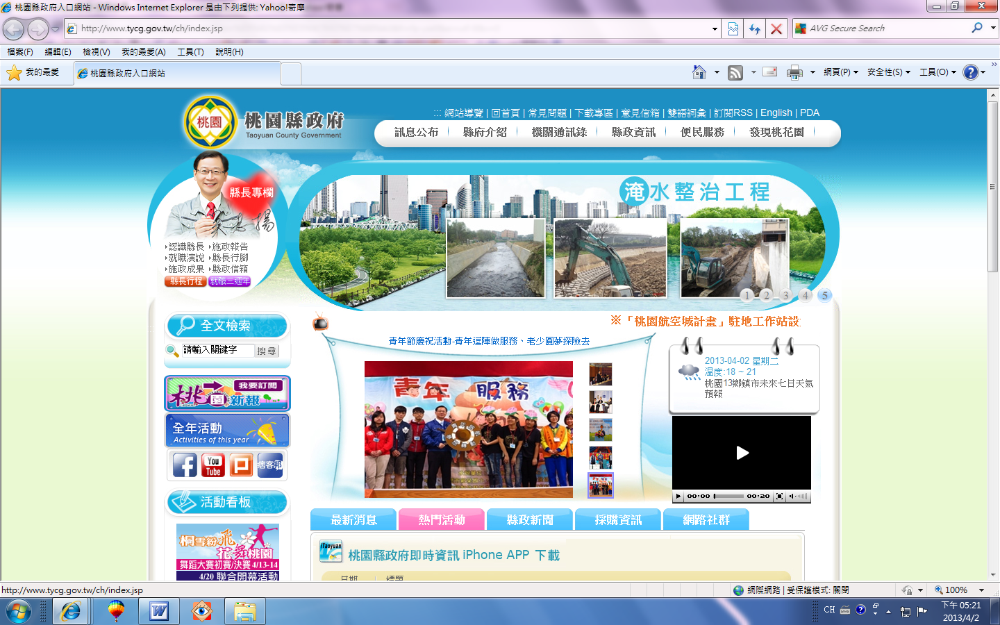 桃園縣政府入口網站 - Windows Internet Explorer 是由下列提供: Yahoo!奇摩
http://www.tycg.gov.tw/ch/index.jsp
AVG Secure Search
檔案(F) 編輯(E) 檢視(V) 我的最愛(A) 工具(T) 說明(H)
我的最愛
桃園縣政府入口網站
網頁(P) 安全性(S) 工具(O)
::: 網站導覽 | 回首頁 | 常見問題 | 下載專區 | 意見信箱 | 雙語詞彙 | 訂閱RSS | English | PDA
桃園
桃園縣政府
Taoyuan County Government
訊息公布 縣府介紹 機關通訊錄 縣政資訊 便民服務 發現桃花園
縣長專欄
認識縣長 施政報告
就職演說 縣長行腳
施政成果 縣政信箱
縣長行程 就職三週年
淹水整治工程
1 2 3 4 5
全文檢索
請輸入關鍵字 搜尋
※「桃園航空城計畫」駐地工作站設
青年節慶祝活動-青年逗陣做服務、老少圓夢探險去
青年 服務
2013-04-02 星期二
溫度:18 ~ 21
桃園13鄉鎮市未來七日天氣
預報
我要訂閱
桃園新報
全年活動
Activities of this year
You
Tube
痞客邦
00:00 00:20
活動看板
桐雪紛飛
花舞桃園
舞蹈大賽初賽/決賽 4/13-14
4/20 聯合開幕活動
最新消息 熱門活動 縣政新聞 採購資訊 網路社群
iTaoyuan
桃園縣政府即時資訊 iPhone APP 下載
日期 標題
http://www.tycg.gov.tw/ch/index.jsp
網際網路 | 受保護模式: 關閉
100%
CH
下午 05:21
2013/4/2